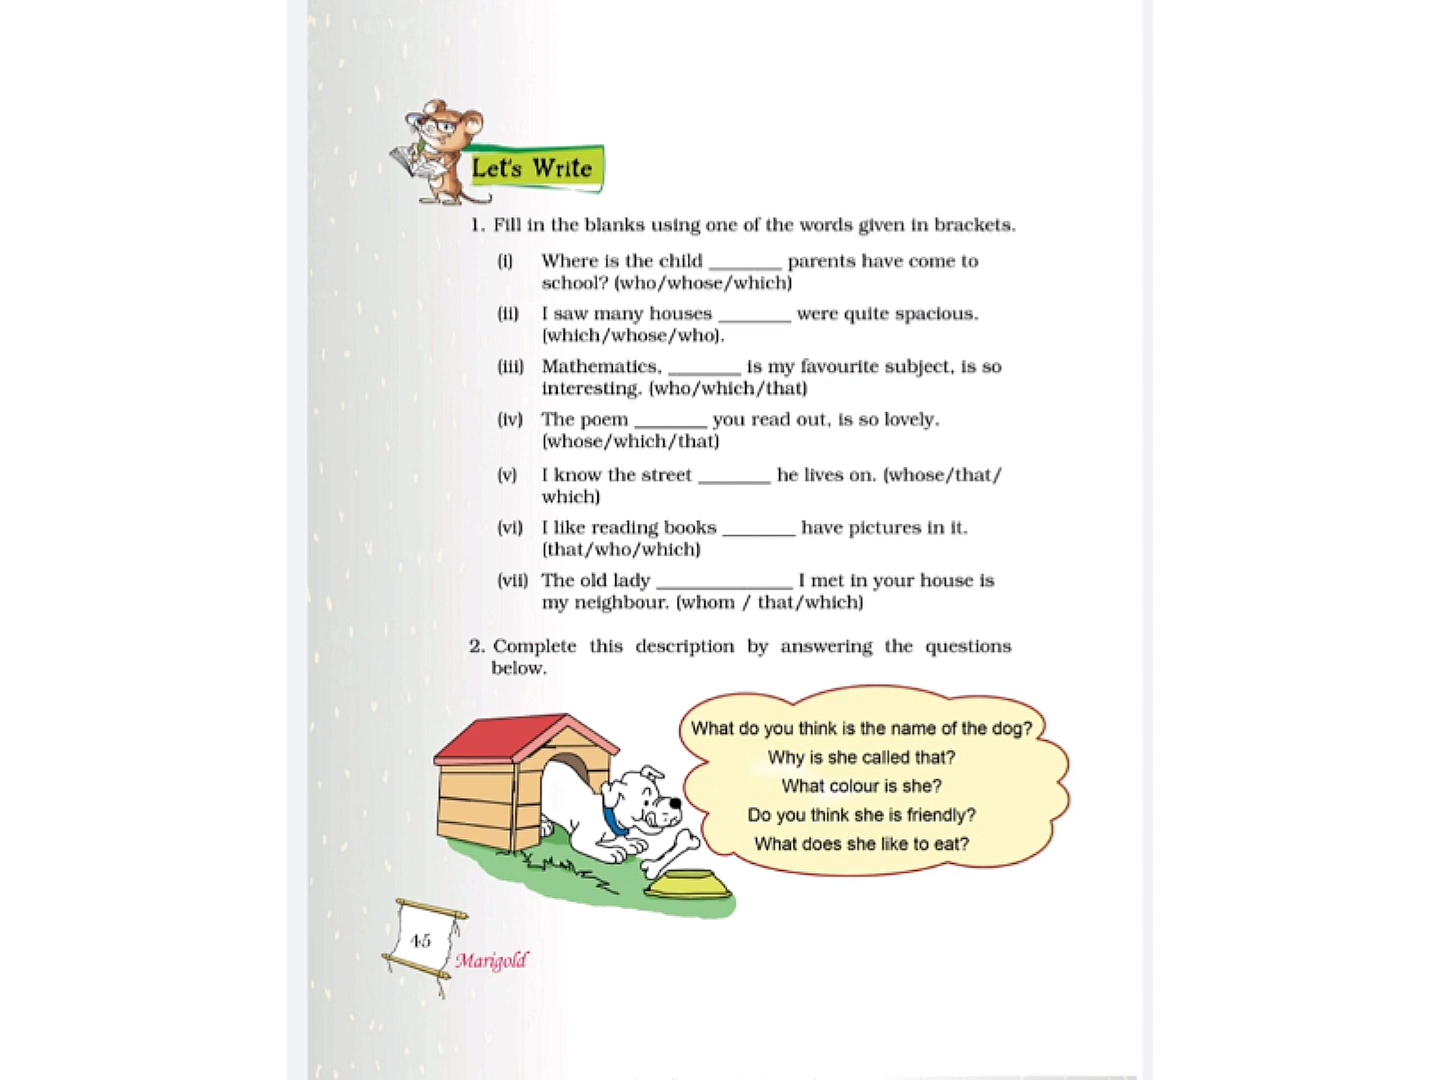 Let's Write
1. Fill in the blanks using one of the words given in brackets.
(i) Where is the child _______ parents have come to
school? (who/whose/which)
(ii) I saw many houses _______ were quite spacious.
(which/whose/who).
(iii) Mathematics, _______ is my favourite subject, is so
interesting. (who/which/that)
(iv) The poem _______ you read out, is so lovely.
(whose/which/that)
(v) I know the street _______ he lives on. (whose/that/
which)
(vi) I like reading books _______ have pictures in it.
(that/who/which)
(vii) The old lady _____________ I met in your house is
my neighbour. (whom / that/which)
2. Complete this description by answering the questions
below.
What do you think is the name of the dog?
Why is she called that?
What colour is she?
Do you think she is friendly?
What does she like to eat?
45
Marigold